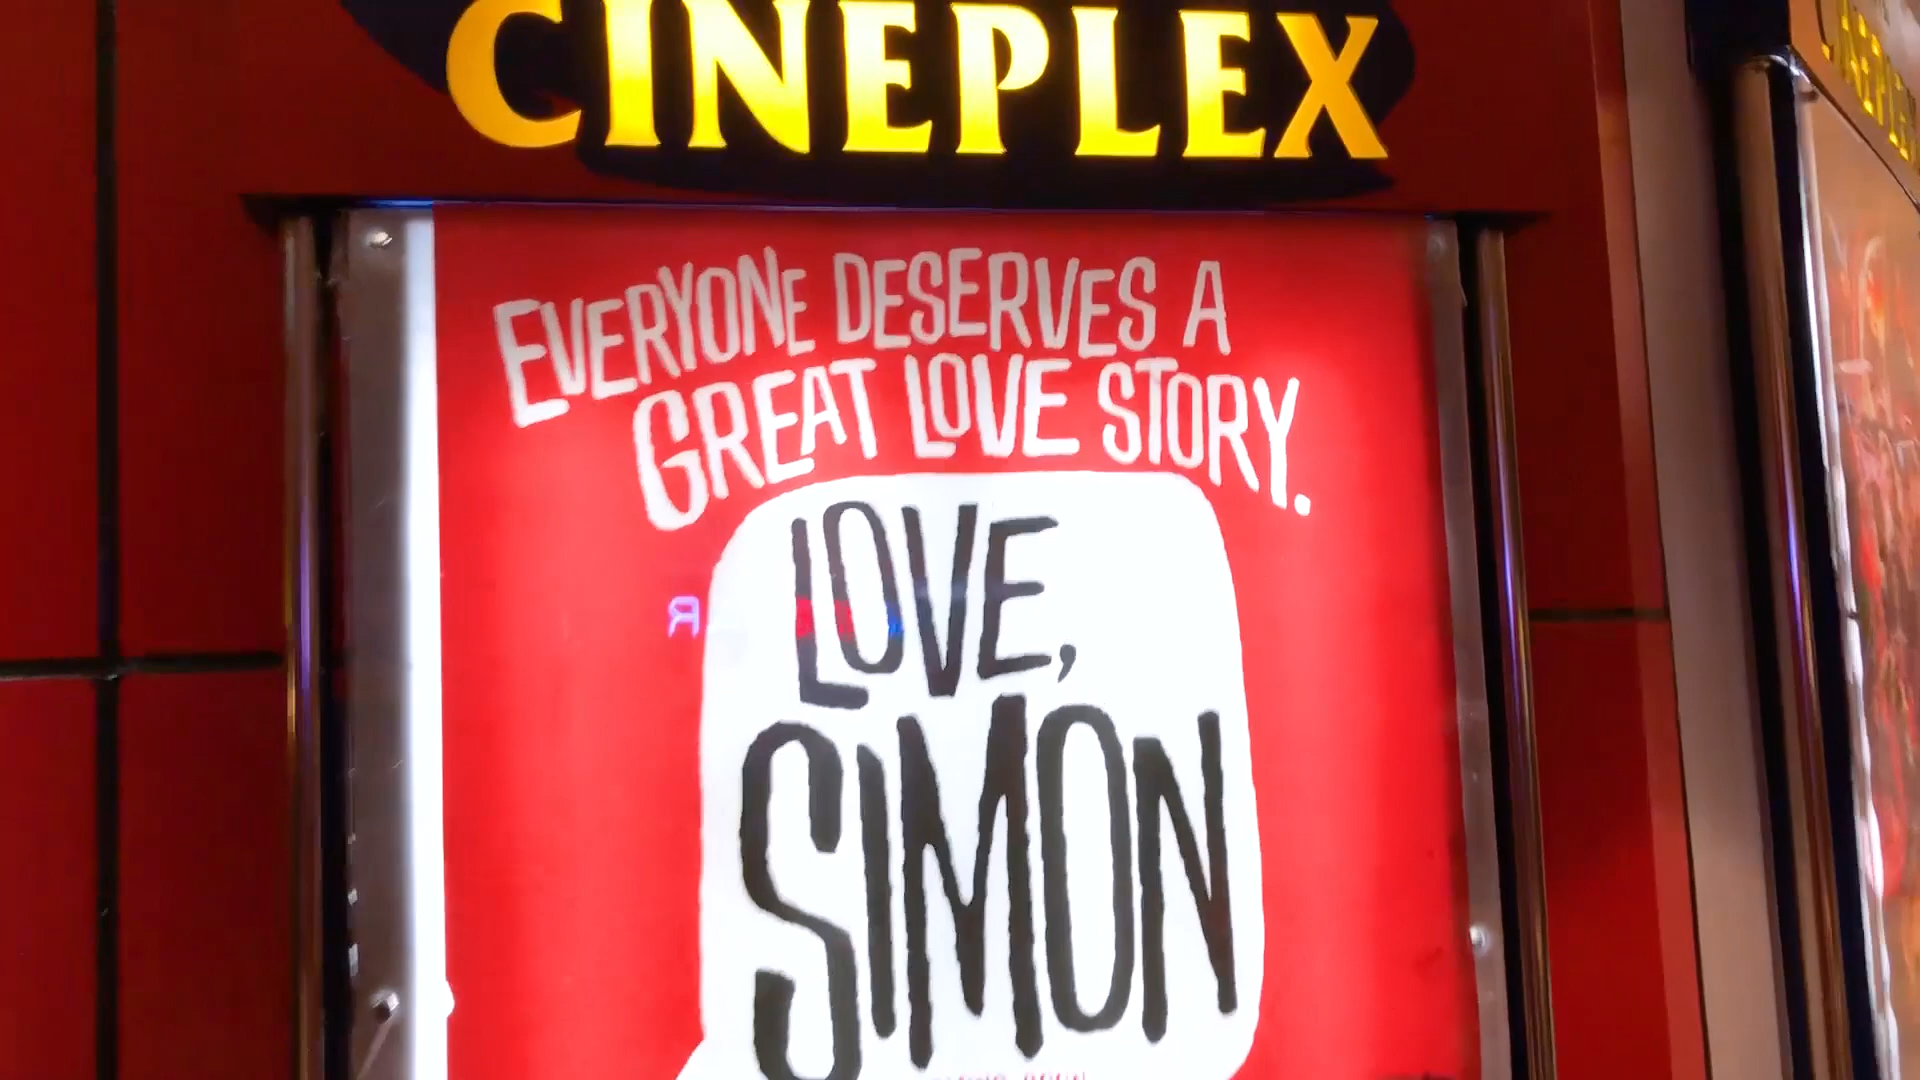 CINEPLEX
EVERYONE DESERVES A
GREAT LOVE STORY.
LOVE,
SIMON